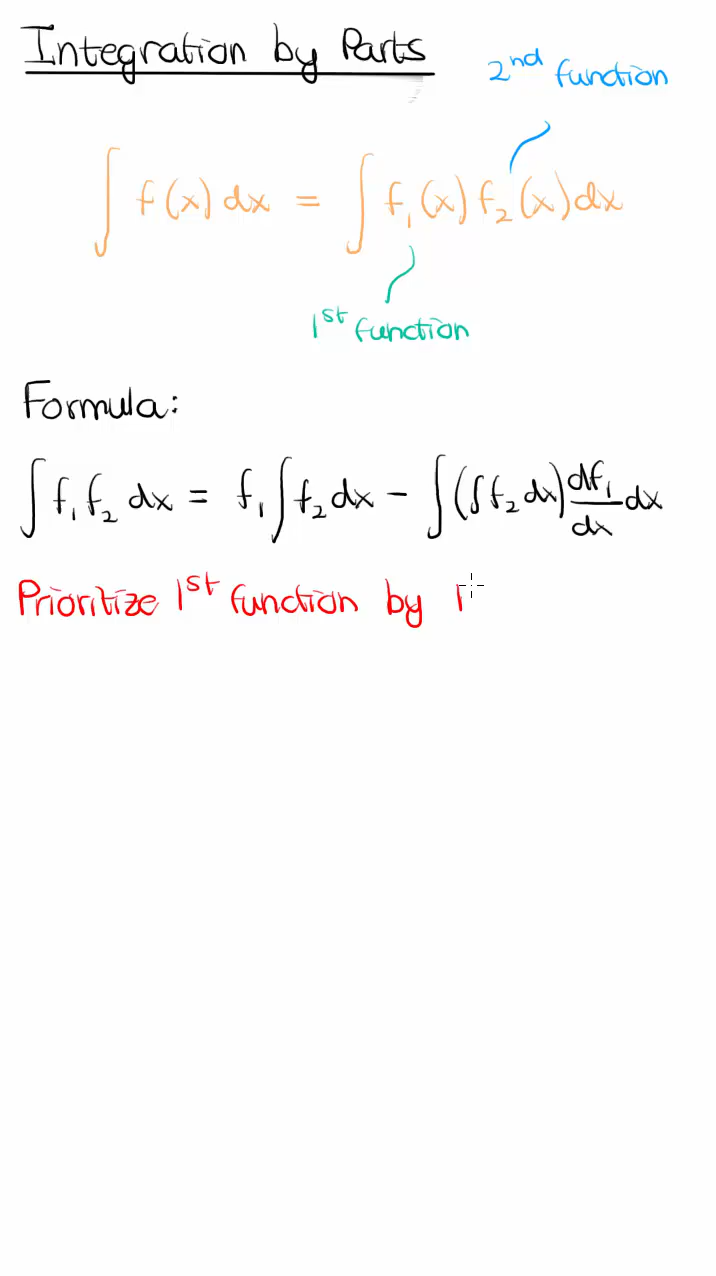 Integration by Parts
2nd function
∫ f(x) dx = ∫ f₁(x) f₂(x) dx
1st function
Formula:
∫ f₁ f₂ dx = f₁ ∫ f₂ dx − ∫ (∫ f₂ dx) df₁/dx dx
Prioritize 1st function by